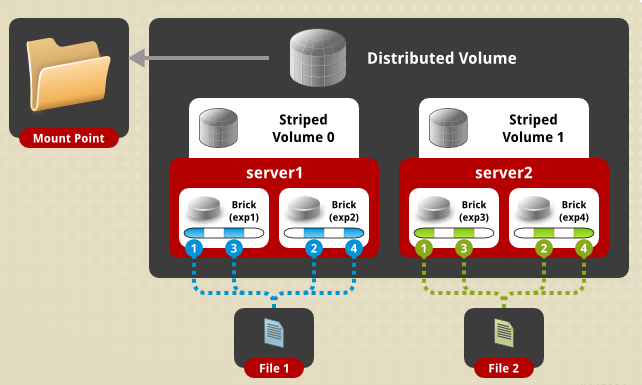 Distributed Volume
Mount Point
Striped
Volume 0
Striped
Volume 1
server1
server2
Brick
(exp1)
Brick
(exp2)
Brick
(exp3)
Brick
(exp4)
1
3
2
4
1
3
2
4
File 1
File 2